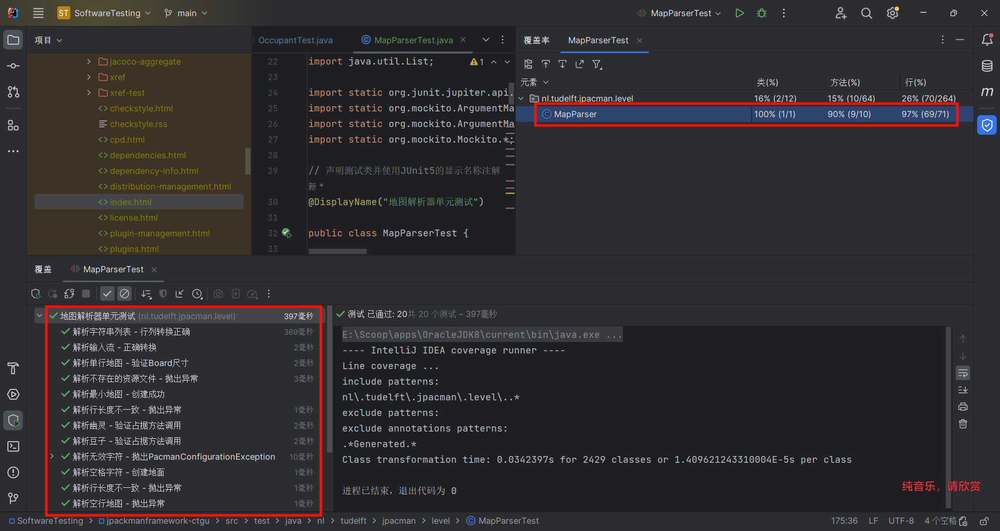 ST SoftwareTesting main MapParserTest
项目
jacoco-aggregate
xref
xref-test
checkstyle.html
checkstyle.rss
cpd.html
dependencies.html
dependency-info.html
distribution-management.html
index.html
license.html
plugin-management.html
plugins.html
OccupantTest.java MapParserTest.java
22 import java.util.List; 1
23
24 import static org.junit.jupiter.api.
25 import static org.mockito.ArgumentMa
26 import static org.mockito.ArgumentMa
27 import static org.mockito.Mockito.*;
28
29 // 声明测试类并使用JUnit5的显示名称注解
新 *
30 @DisplayName("地图解析器单元测试")
31
32 public class MapParserTest {
33
覆盖率 MapParserTest
元素 类(%) 方法(%) 行(%)
nl.tudelft.jpacman.level 16% (2/12) 15% (10/64) 26% (70/264)
MapParser 100% (1/1) 90% (9/10) 97% (69/71)
覆盖 MapParserTest
地图解析器单元测试 (nl.tudelft.jpacman.level) 397毫秒
解析字符串列表 - 行列转换正确 369毫秒
解析输入流 - 正确转换 2毫秒
解析单行地图 - 验证Board尺寸 2毫秒
解析不存在的资源文件 - 抛出异常 3毫秒
解析最小地图 - 创建成功
解析行长度不一致 - 抛出异常 1毫秒
解析幽灵 - 验证占据方法调用 2毫秒
解析豆子 - 验证占据方法调用 2毫秒
解析无效字符 - 抛出PacmanConfigurationException 10毫秒
解析空格字符 - 创建地面 1毫秒
解析行长度不一致 - 抛出异常 1毫秒
解析空行地图 - 抛出异常 1毫秒
测试 已通过: 20共 20 个测试 – 397毫秒
E:\Scoop\apps\OracleJDK8\current\bin\java.exe ...
---- IntelliJ IDEA coverage runner ----
Line coverage ...
include patterns:
nl\.tudelft\.jpacman\.level\..*
exclude patterns:
exclude annotations patterns:
.*Generated.*
Class transformation time: 0.0342397s for 2429 classes or 1.409621243310004E-5s per class
进程已结束，退出代码为 0
纯音乐，请欣赏
SoftwareTesting > jpackmanframework-ctgu > src > test > java > nl > tudelft > jpacman > level > MapParserTest 175:36 LF UTF-8 4 个空格